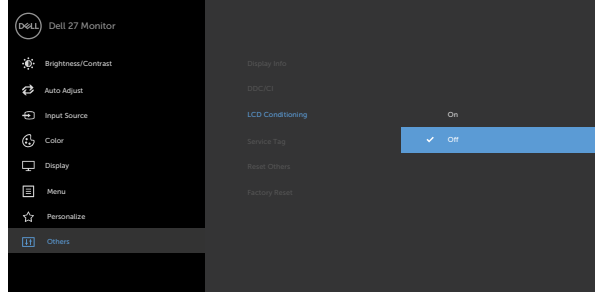 DELL
Dell 27 Monitor
Brightness/Contrast
Auto Adjust
Input Source
Color
Display
Menu
Personalize
Others
Display Info
DDC/CI
LCD Conditioning
Service Tag
Reset Others
Factory Reset
On
Off